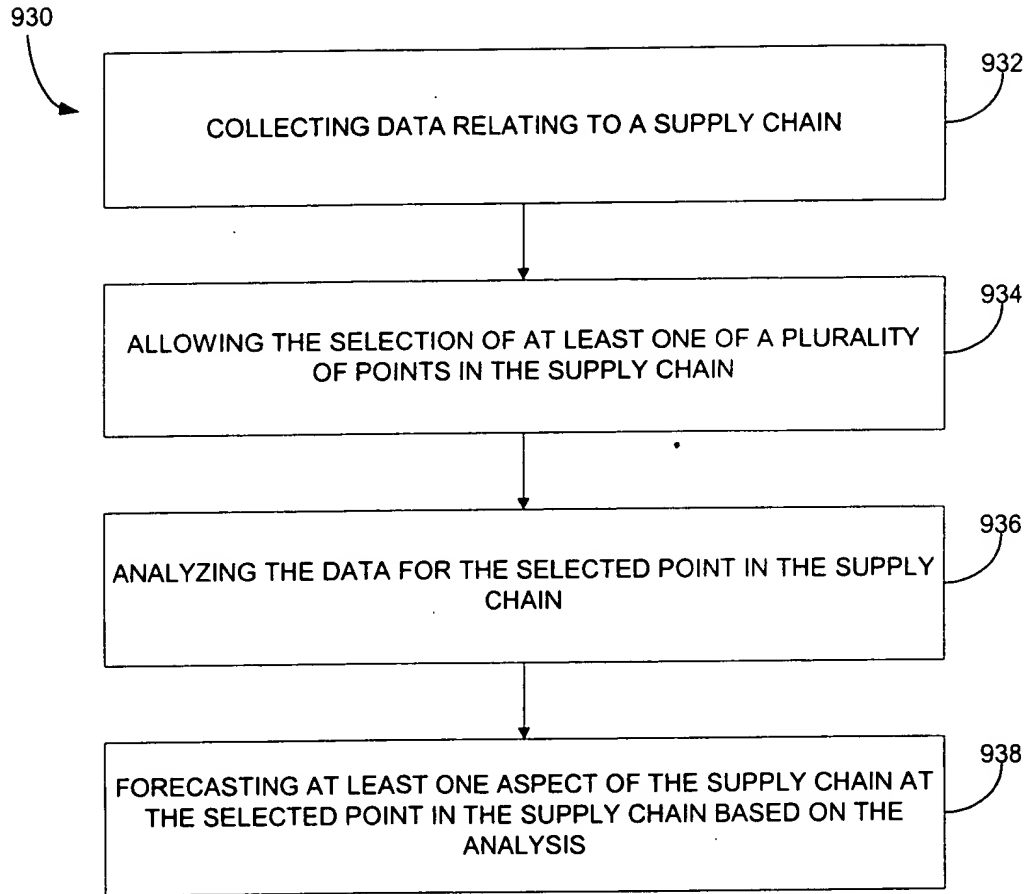 930
932
COLLECTING DATA RELATING TO A SUPPLY CHAIN
934
ALLOWING THE SELECTION OF AT LEAST ONE OF A PLURALITY
OF POINTS IN THE SUPPLY CHAIN
936
ANALYZING THE DATA FOR THE SELECTED POINT IN THE SUPPLY
CHAIN
938
FORECASTING AT LEAST ONE ASPECT OF THE SUPPLY CHAIN AT
THE SELECTED POINT IN THE SUPPLY CHAIN BASED ON THE
ANALYSIS